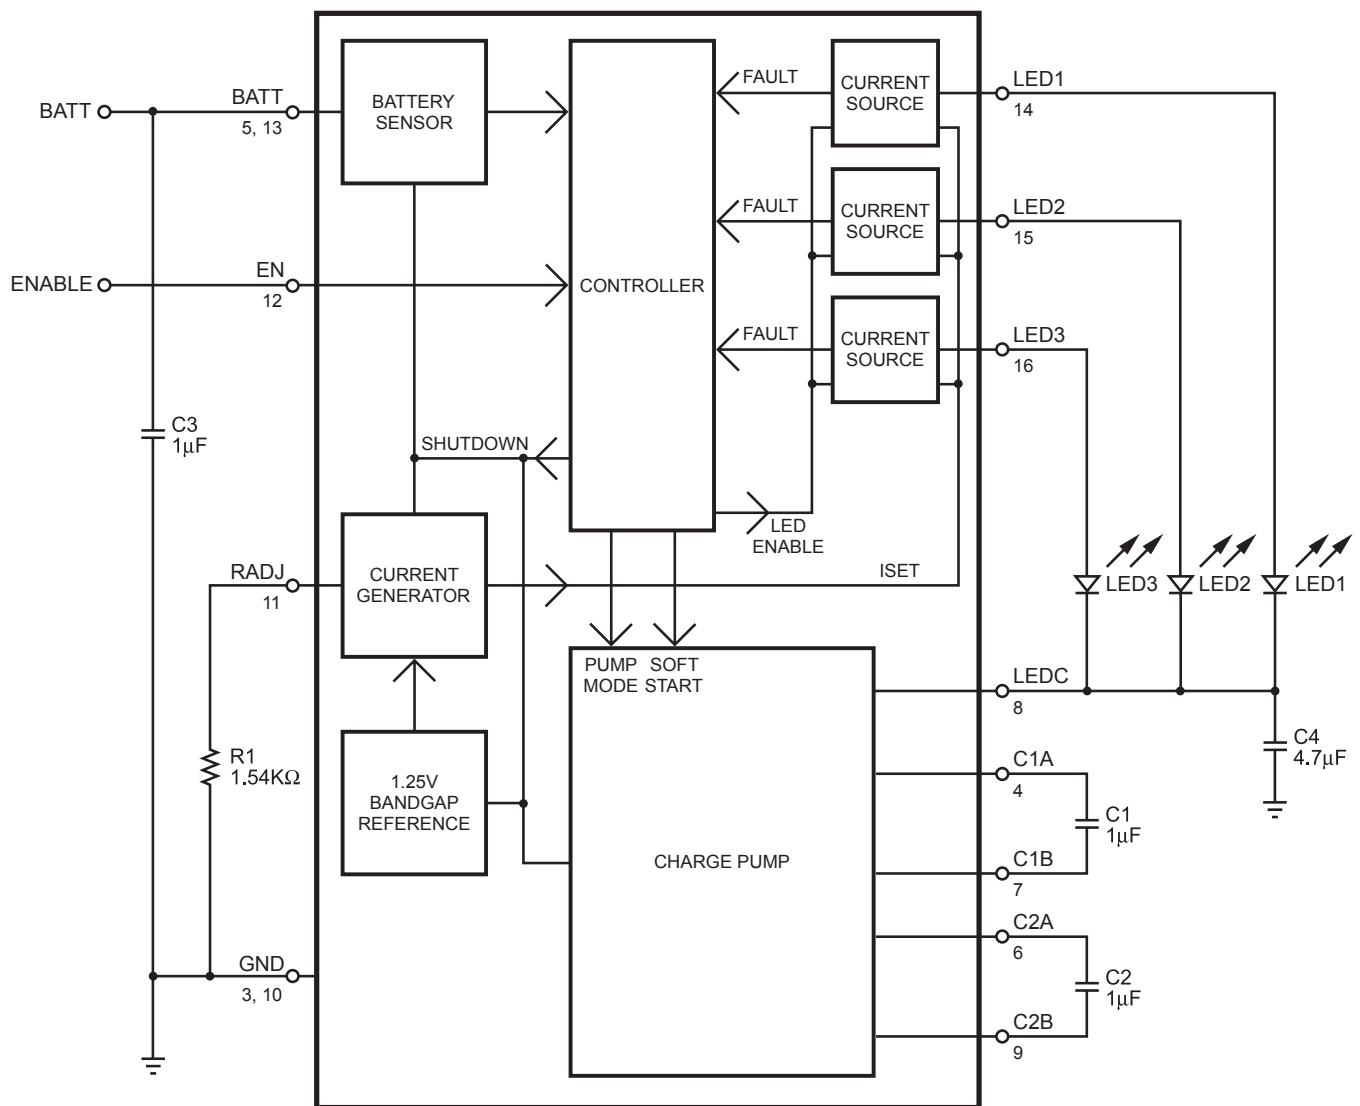 BATT
BATT
5, 13
BATTERY
SENSOR
FAULT
CURRENT
SOURCE
LED1
14
FAULT
CURRENT
SOURCE
LED2
15
ENABLE
EN
12
CONTROLLER
FAULT
CURRENT
SOURCE
LED3
16
C3
1μF
SHUTDOWN
LED
ENABLE
RADJ
11
CURRENT
GENERATOR
ISET
LED3
LED2
LED1
PUMP
MODE
SOFT
START
LEDC
8
R1
1.54KΩ
1.25V
BANDGAP
REFERENCE
C4
4.7μF
C1A
4
C1
1μF
CHARGE PUMP
C1B
7
C2A
6
GND
3, 10
C2
1μF
C2B
9